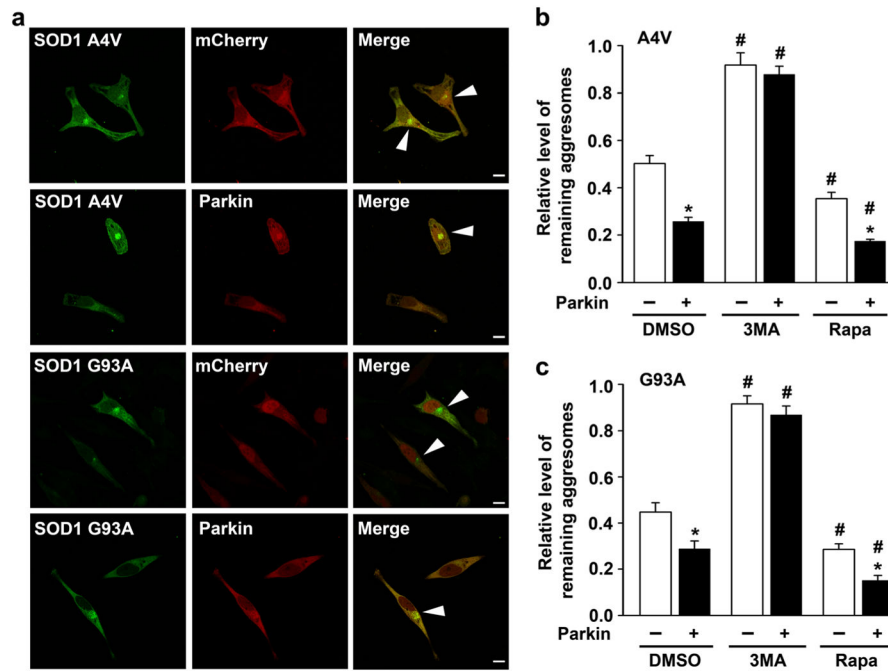 a
SOD1 A4V mCherry Merge
SOD1 A4V Parkin Merge
SOD1 G93A mCherry Merge
SOD1 G93A Parkin Merge
b
A4V
Relative level of
remaining aggresomes
1.0
0.8
0.6
0.4
0.2
0.0
*
#
#
#
#
*
Parkin − + − + − +
DMSO 3MA Rapa
c
G93A
Relative level of
remaining aggresomes
1.0
0.8
0.6
0.4
0.2
0.0
*
#
#
#
#
*
Parkin − + − + − +
DMSO 3MA Rapa